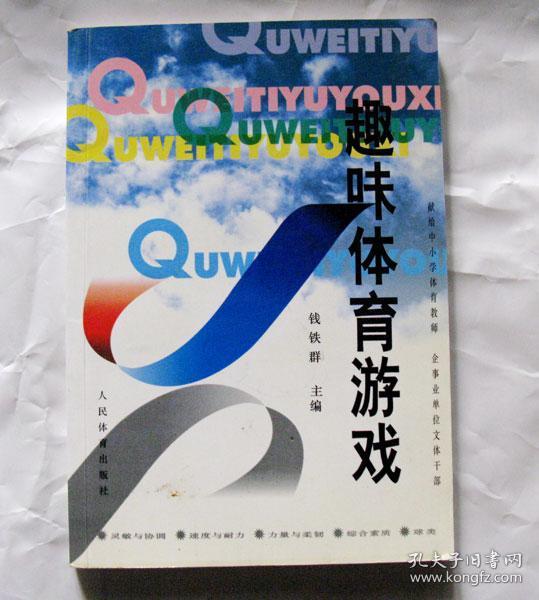 QUWEITIYU
QUWEITIYUYOUXI
QUWEITIYUY
QUWEITIYUYOUXI
QUW
YOU
趣味体育游戏
献给中小学体育教师 企事业单位文体干部
钱铁群 主编
人民体育出版社
灵敏与协调 速度与耐力 力量与柔韧 综合素质 球类
孔夫子旧书网
www.kongfz.com